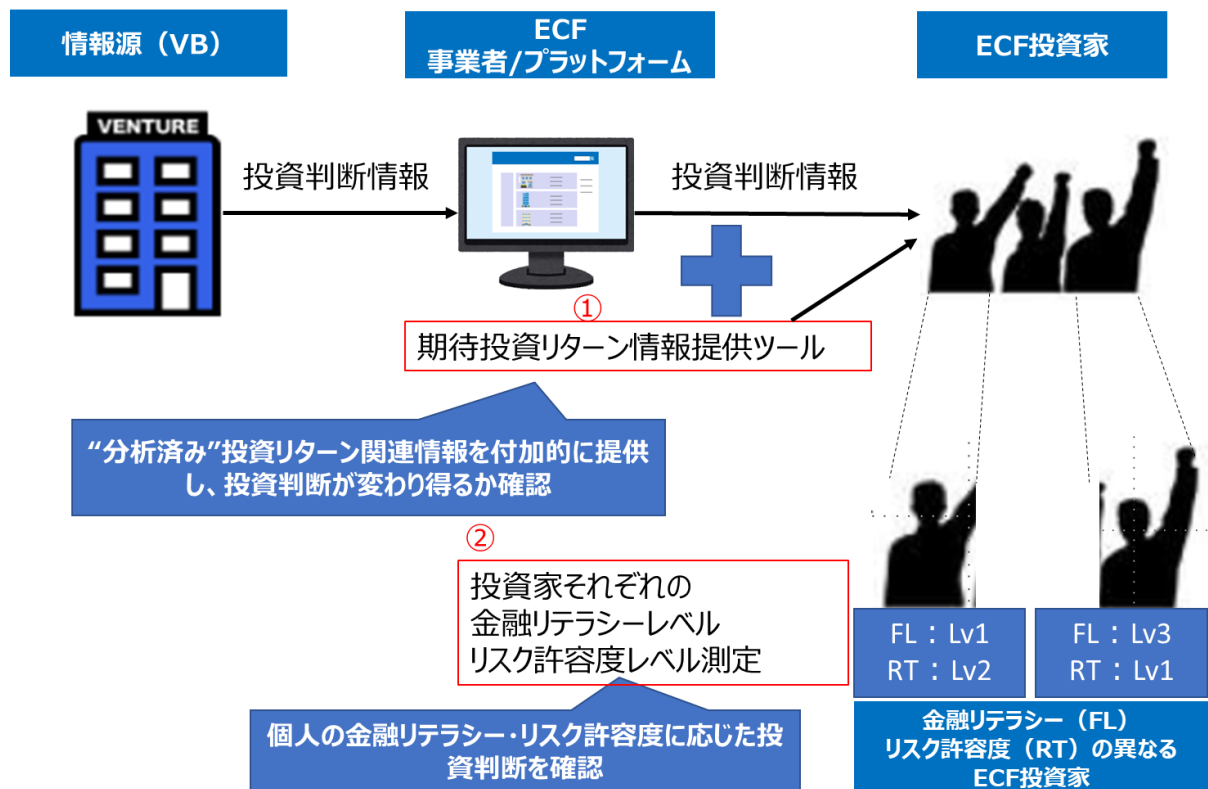 情報源（VB）
ECF
事業者/プラットフォーム
ECF投資家
VENTURE
投資判断情報
投資判断情報
①
期待投資リターン情報提供ツール
“分析済み”投資リターン関連情報を付加的に提供
し、投資判断が変わり得るか確認
②
投資家それぞれの
金融リテラシーレベル
リスク許容度レベル測定
個人の金融リテラシー・リスク許容度に応じた投
資判断を確認
FL：Lv1
RT：Lv2
FL：Lv3
RT：Lv1
金融リテラシー（FL）
リスク許容度（RT）の異なる
ECF投資家